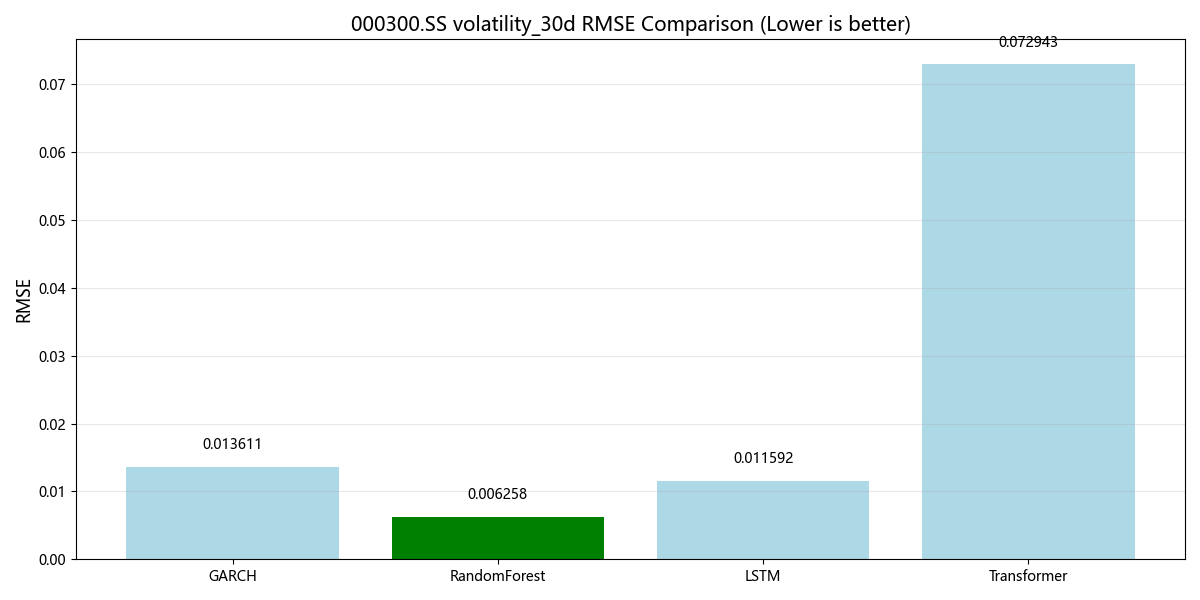 000300.SS volatility_30d RMSE Comparison (Lower is better)
0.072943
0.07
0.06
0.05
0.04
0.03
0.02
0.01
0.00
RMSE
0.013611
0.006258
0.011592
GARCH
RandomForest
LSTM
Transformer